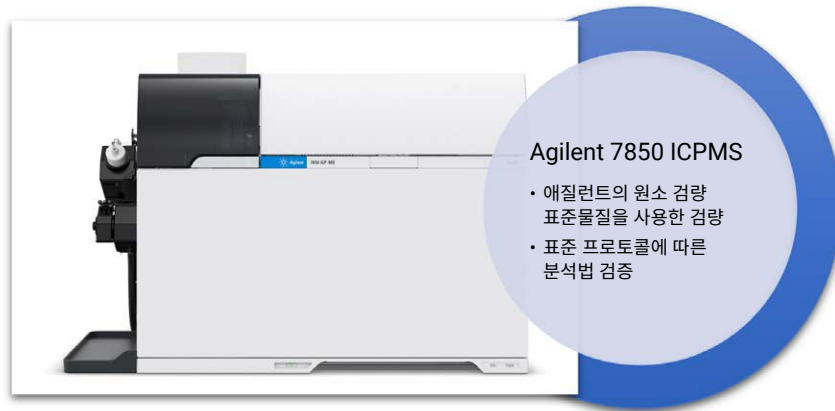 Agilent 7850 ICPMS
• 애질런트의 원소 검량
표준물질을 사용한 검량
• 표준 프로토콜에 따른
분석법 검증
Agilent